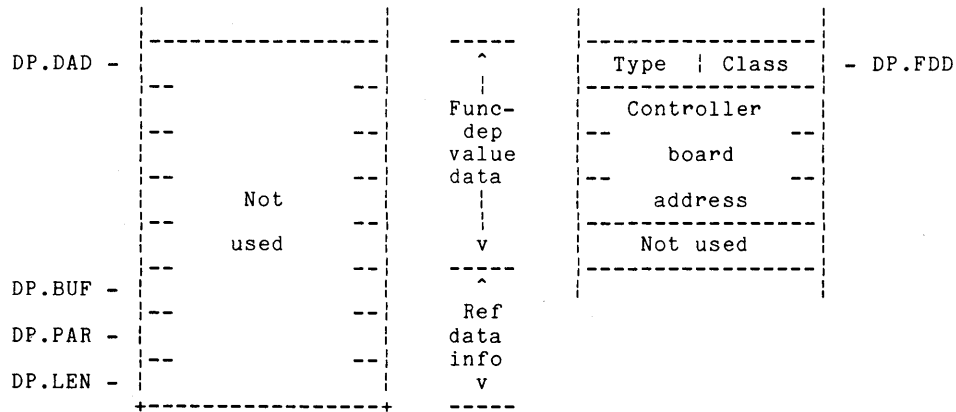 DP.DAD - ^ Type | Class - DP.FDD
Func- Controller
dep
value board
data
Not address
used v Not used
DP.BUF - ^
Ref
DP.PAR - data
info
DP.LEN - v